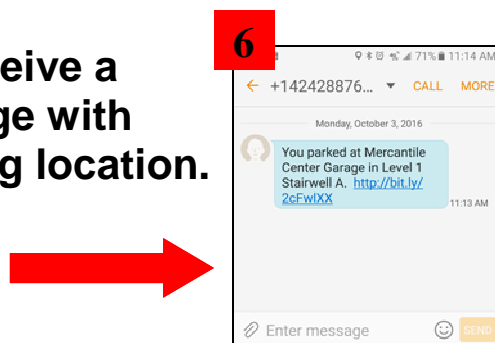 6
eive a
ge with
g location.
71% 11:14 AM
+142428876... CALL MORE
Monday, October 3, 2016
You parked at Mercantile
Center Garage in Level 1
Stairwell A. http://bit.ly/
2cFwlXX
11:13 AM
Enter message SEND